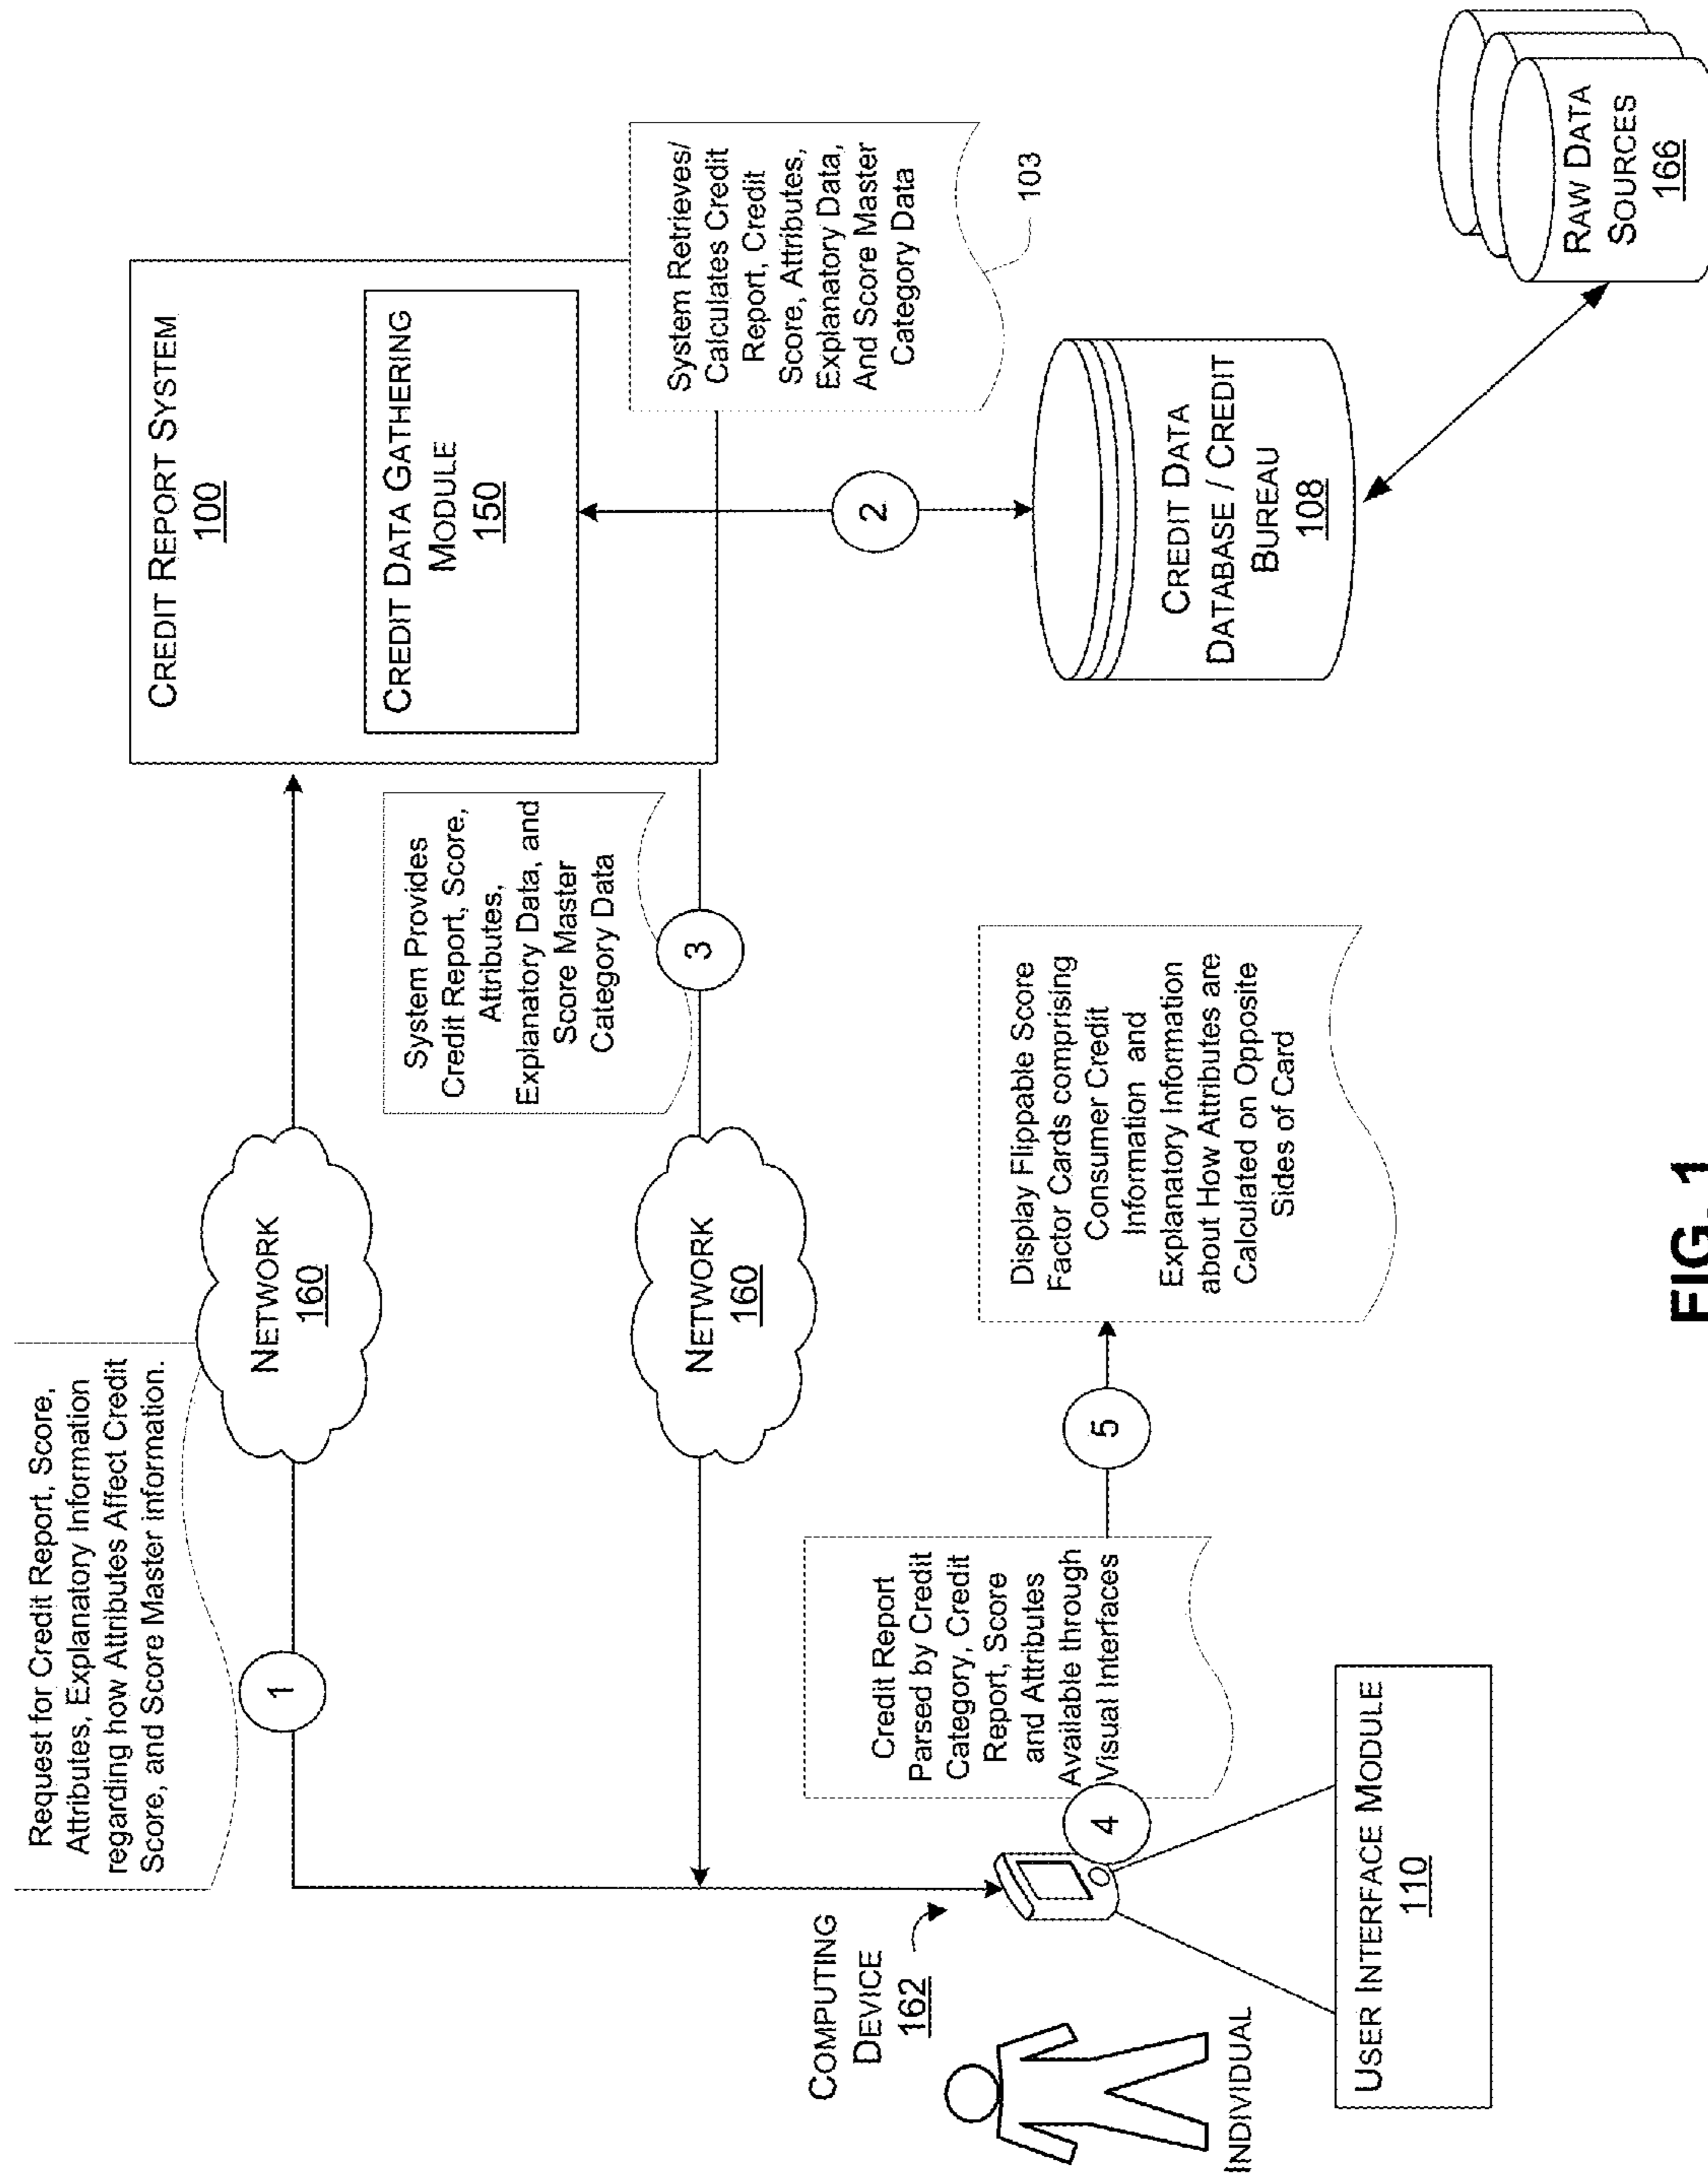 Request for Credit Report, Score,
Attributes, Explanatory Information
regarding how Attributes Affect Credit
Score, and Score Master information.
1
NETWORK
160
CREDIT REPORT SYSTEM
100
CREDIT DATA GATHERING
MODULE
150
System Retrieves/
Calculates Credit
Report, Credit
Score, Attributes,
Explanatory Data,
And Score Master
Category Data
103
System Provides
Credit Report, Score,
Attributes,
Explanatory Data, and
Score Master
Category Data
3
NETWORK
160
2
CREDIT DATA
DATABASE / CREDIT
BUREAU
108
RAW DATA
SOURCES
166
COMPUTING
DEVICE
162
INDIVIDUAL
Credit Report
Parsed by Credit
Category, Credit
Report, Score
and Attributes
Available through
Visual Interfaces
4
5
Display Flippable Score
Factor Cards comprising
Consumer Credit
Information and
Explanatory Information
about How Attributes are
Calculated on Opposite
Sides of Card
USER INTERFACE MODULE
110
FIG. 1